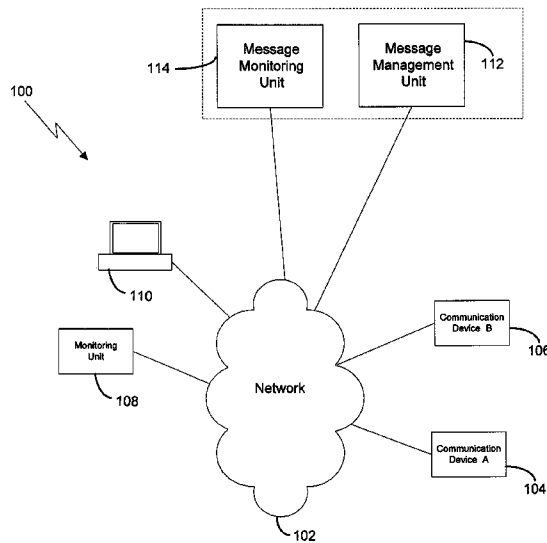 Message
Monitoring
Unit
114
Message
Management
Unit
112
100
110
Communication
Device B
106
Monitoring
Unit
108
Network
Communication
Device A
104
102